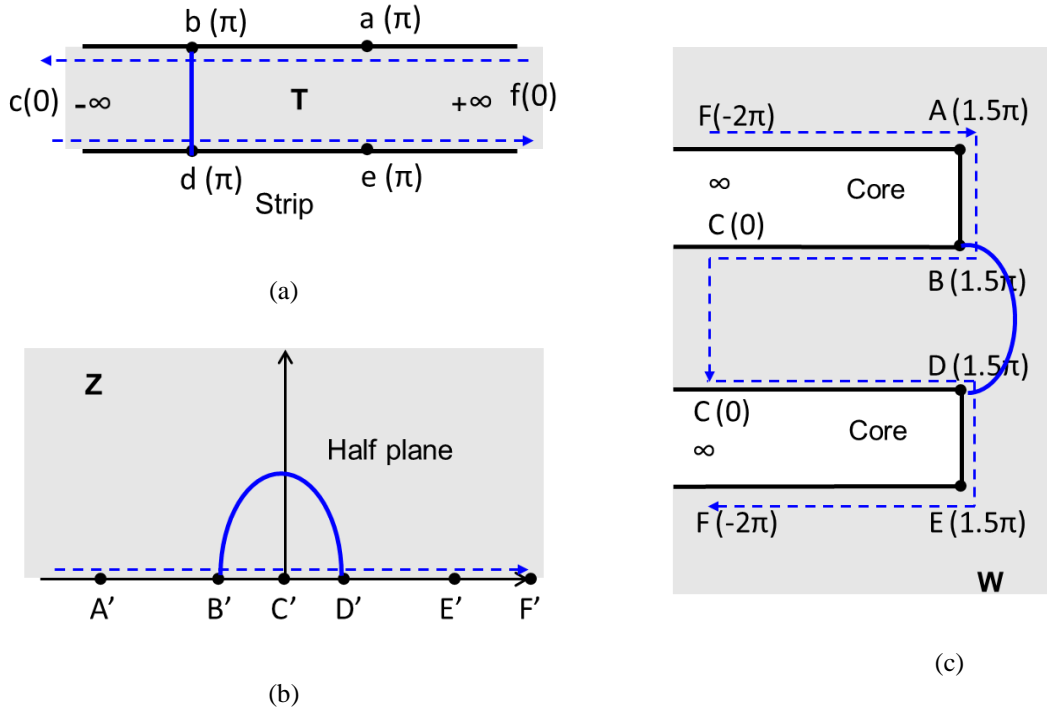 b (π)
a (π)
c(0)
-∞
T
+∞
f(0)
d (π)
e (π)
Strip
(a)
Z
Half plane
A’
B’
C’
D’
E’
F’
(b)
F(-2π)
A (1.5π)
∞
Core
C (0)
B (1.5π)
D (1.5π)
C (0)
Core
∞
F (-2π)
E (1.5π)
W
(c)